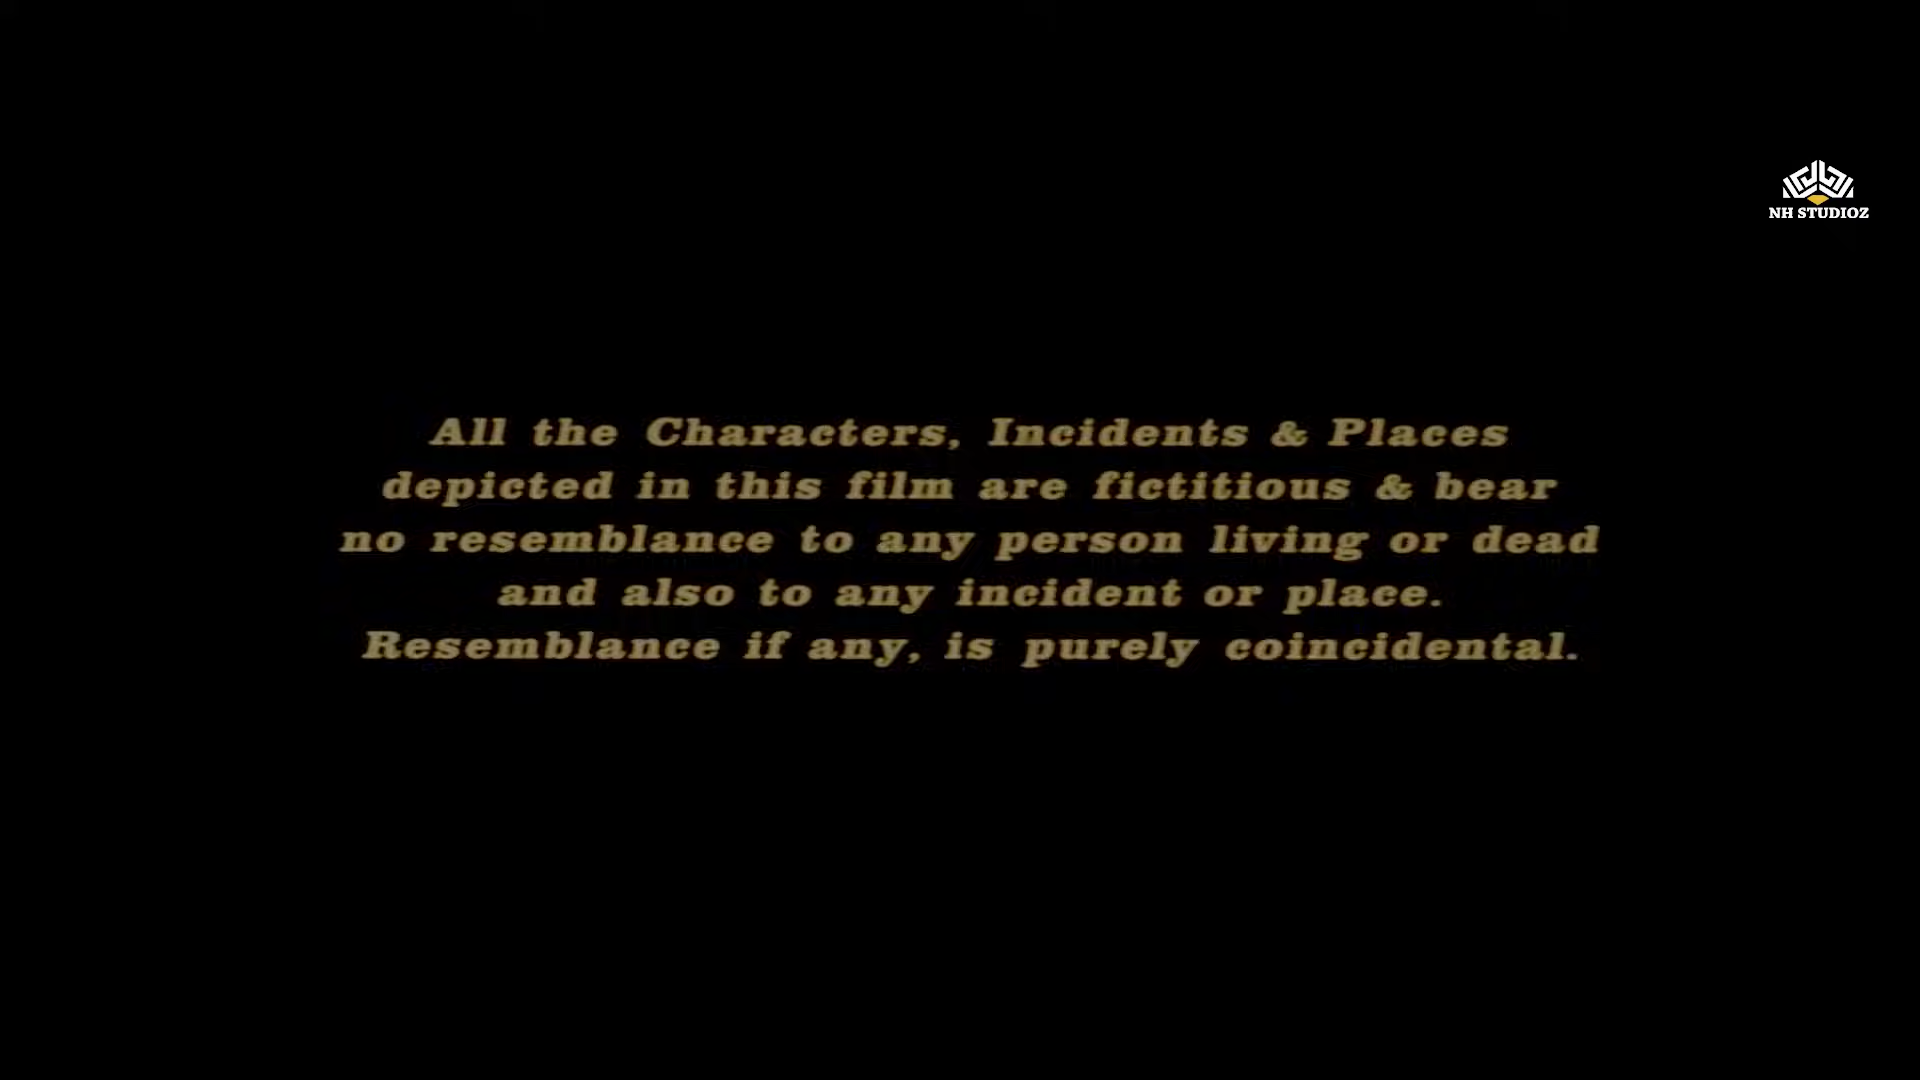 NH STUDIOZ
All the Characters, Incidents & Places
depicted in this film are fictitious & bear
no resemblance to any person living or dead
and also to any incident or place.
Resemblance if any, is purely coincidental.